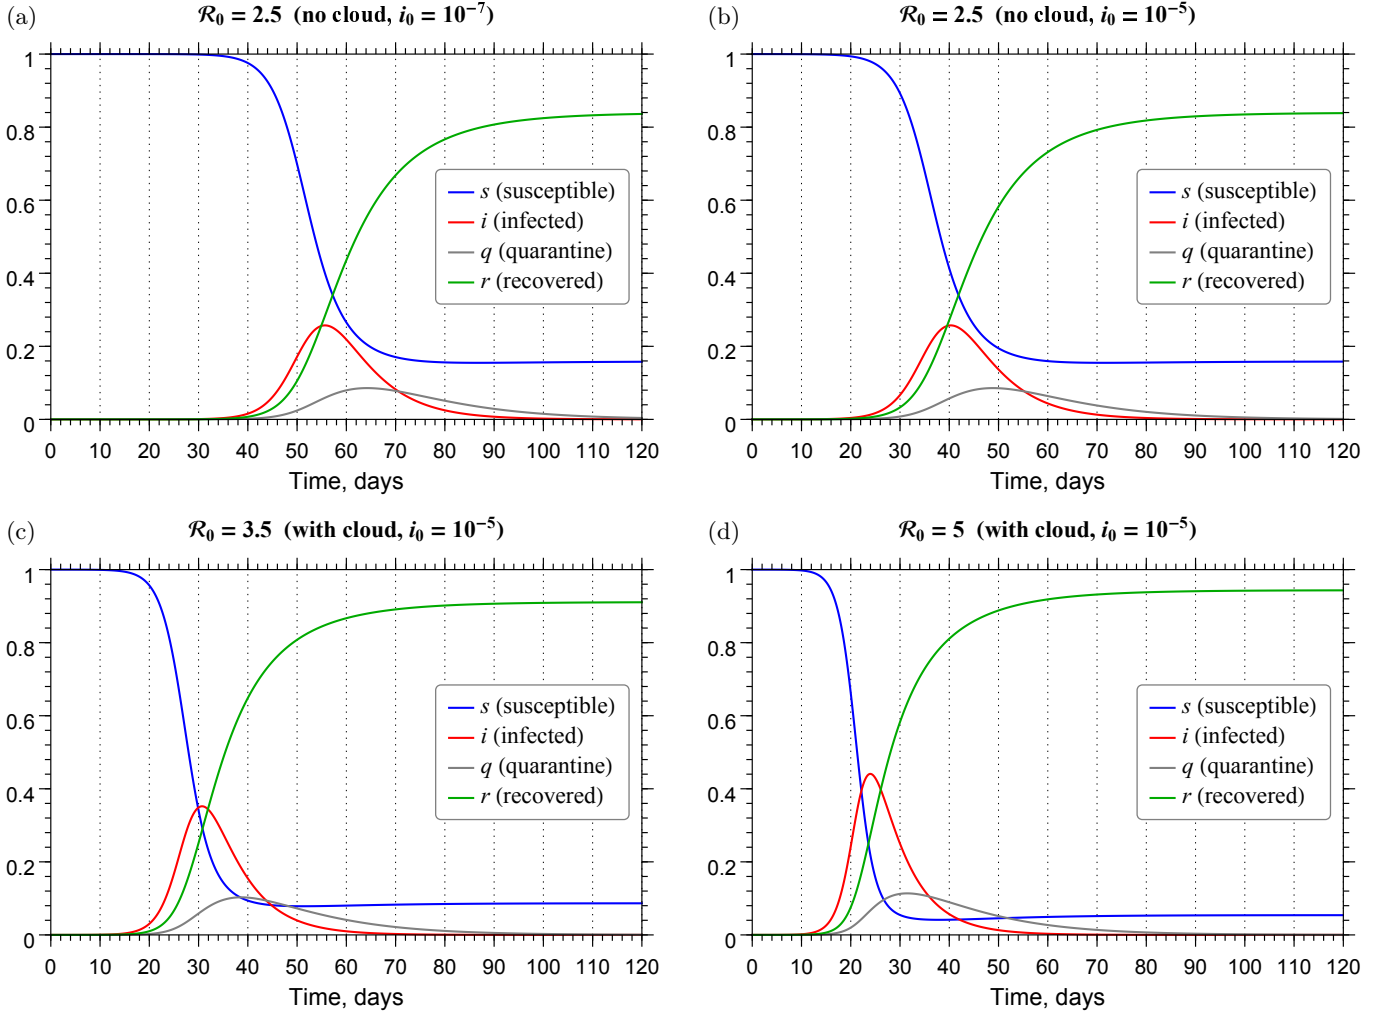 (a)
ℛ₀ = 2.5 (no cloud, i₀ = 10⁻⁷)
1
0.8
0.6
0.4
0.2
0
s (susceptible)
i (infected)
q (quarantine)
r (recovered)
0 10 20 30 40 50 60 70 80 90 100 110 120
Time, days
(b)
ℛ₀ = 2.5 (no cloud, i₀ = 10⁻⁵)
1
0.8
0.6
0.4
0.2
0
s (susceptible)
i (infected)
q (quarantine)
r (recovered)
0 10 20 30 40 50 60 70 80 90 100 110 120
Time, days
(c)
ℛ₀ = 3.5 (with cloud, i₀ = 10⁻⁵)
1
0.8
0.6
0.4
0.2
0
s (susceptible)
i (infected)
q (quarantine)
r (recovered)
0 10 20 30 40 50 60 70 80 90 100 110 120
Time, days
(d)
ℛ₀ = 5 (with cloud, i₀ = 10⁻⁵)
1
0.8
0.6
0.4
0.2
0
s (susceptible)
i (infected)
q (quarantine)
r (recovered)
0 10 20 30 40 50 60 70 80 90 100 110 120
Time, days